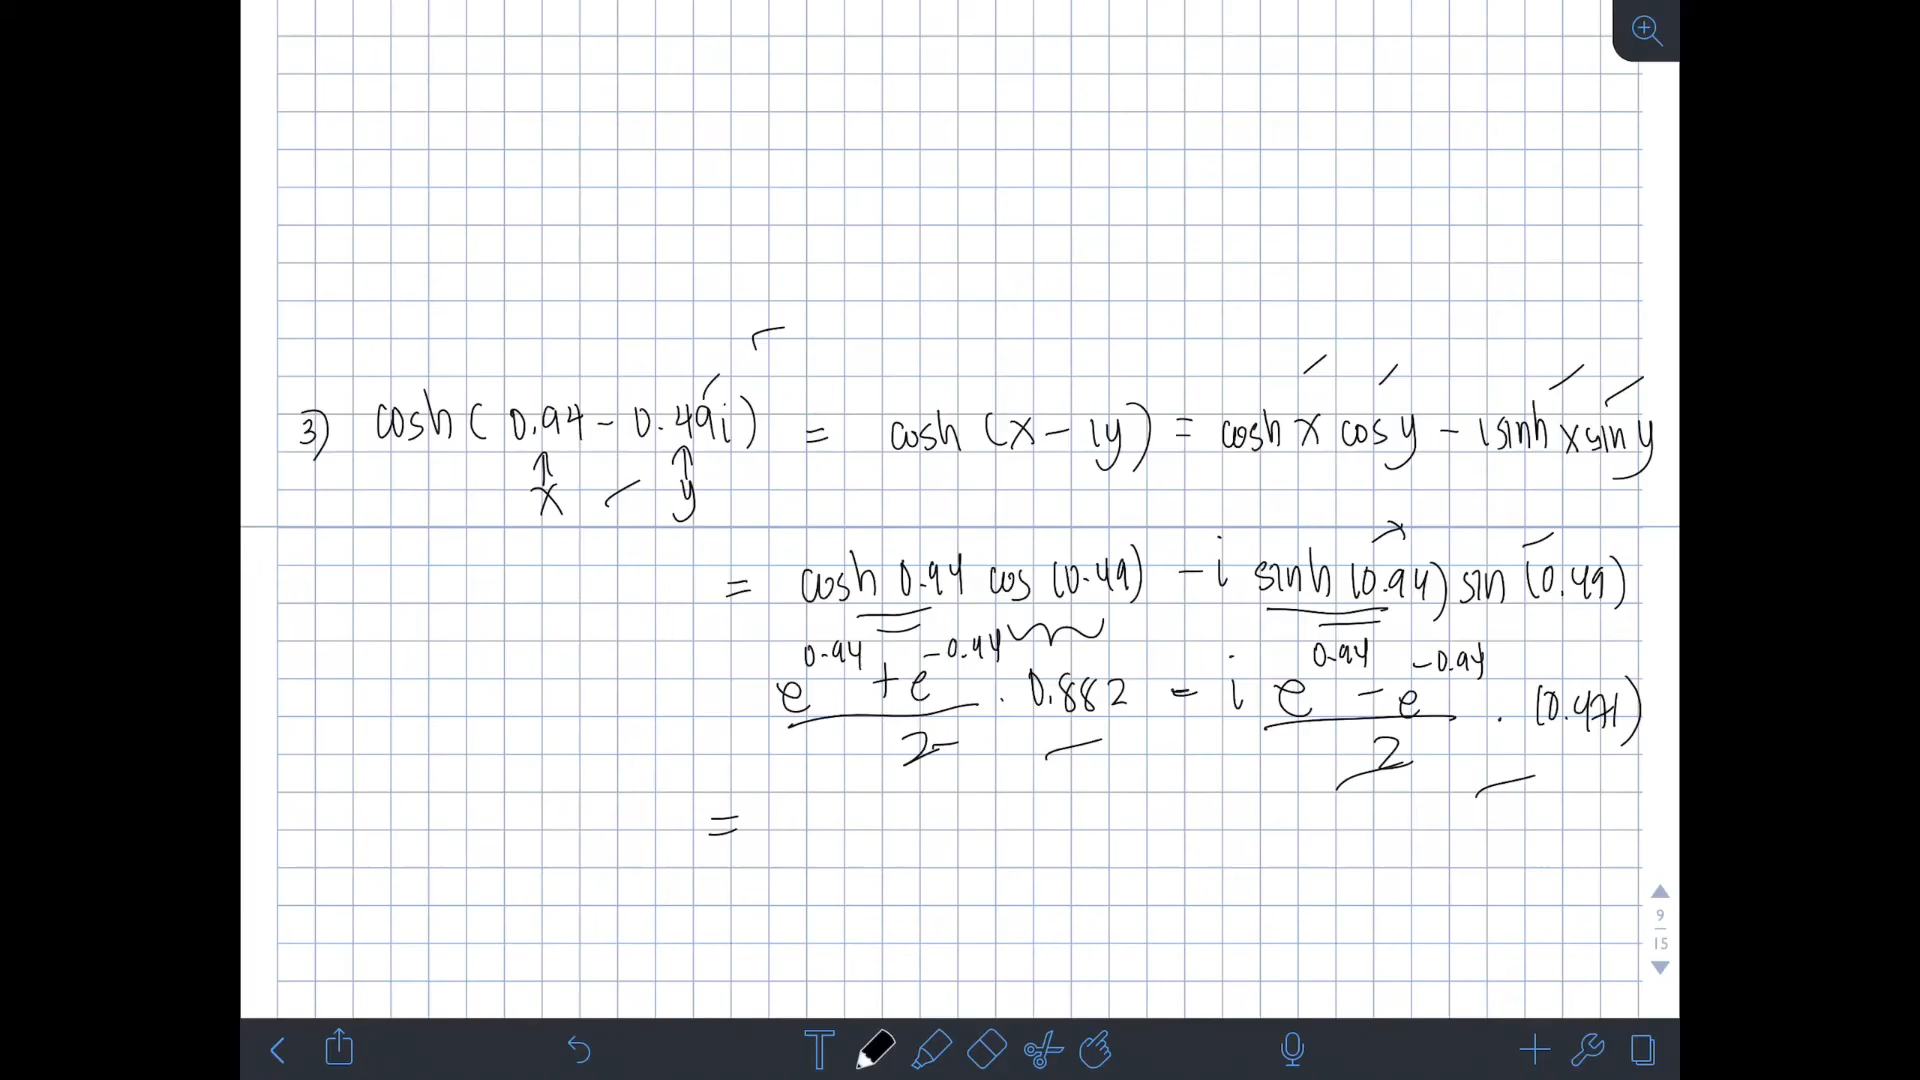 3) cosh(0.94 - 0.49i) = cosh(x - iy) = cosh x cos y - i sinh x sin y
x - y
= cosh 0.94 cos (0.49) - i sinh (0.94) sin (0.49)
e^0.94 + e^-0.94 / 2 . 0.882 - i e^0.94 - e^-0.94 / 2 . (0.471)
=
9
15
T